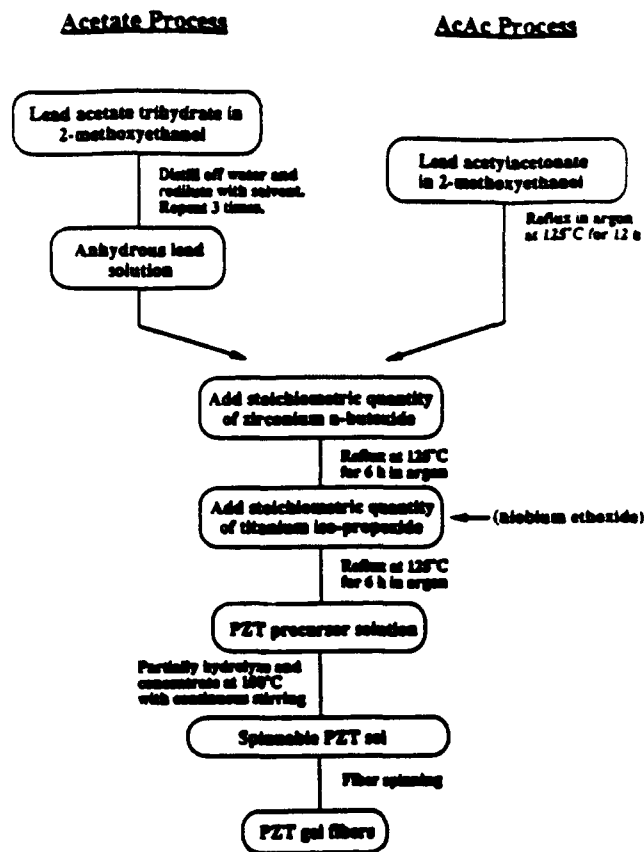 Acetate Process
AcAc Process
Lead acetate trihydrate in
2-methoxyethanol
Distill off water and
redilute with solvent.
Repeat 3 times.
Lead acetylacetonate
in 2-methoxyethanol
Reflux in argon
at 125°C for 12 h
Anhydrous lead
solution
Add stoichiometric quantity
of zirconium n-butoxide
Reflux at 125°C
for 6 h in argon
Add stoichiometric quantity
of titanium iso-propoxide
(niobium ethoxide)
Reflux at 125°C
for 6 h in argon
PZT precursor solution
Partially hydrolyze and
concentrate at
with continuous stirring
Spinnable PZT sol
Fiber spinning
PZT gel fibers